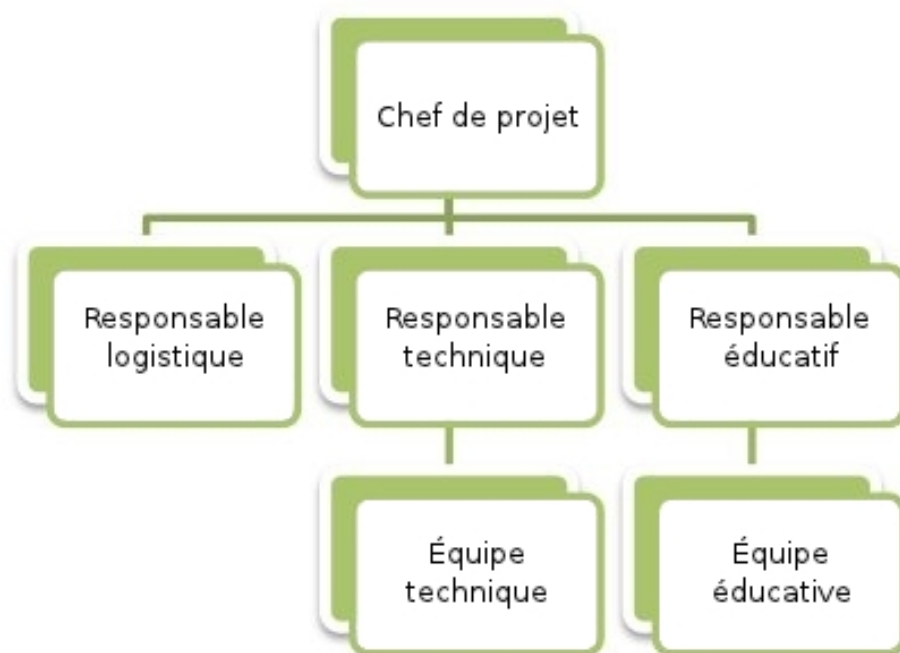 Chef de projet
Responsable
logistique
Responsable
technique
Responsable
éducatif
Équipe
technique
Équipe
éducative